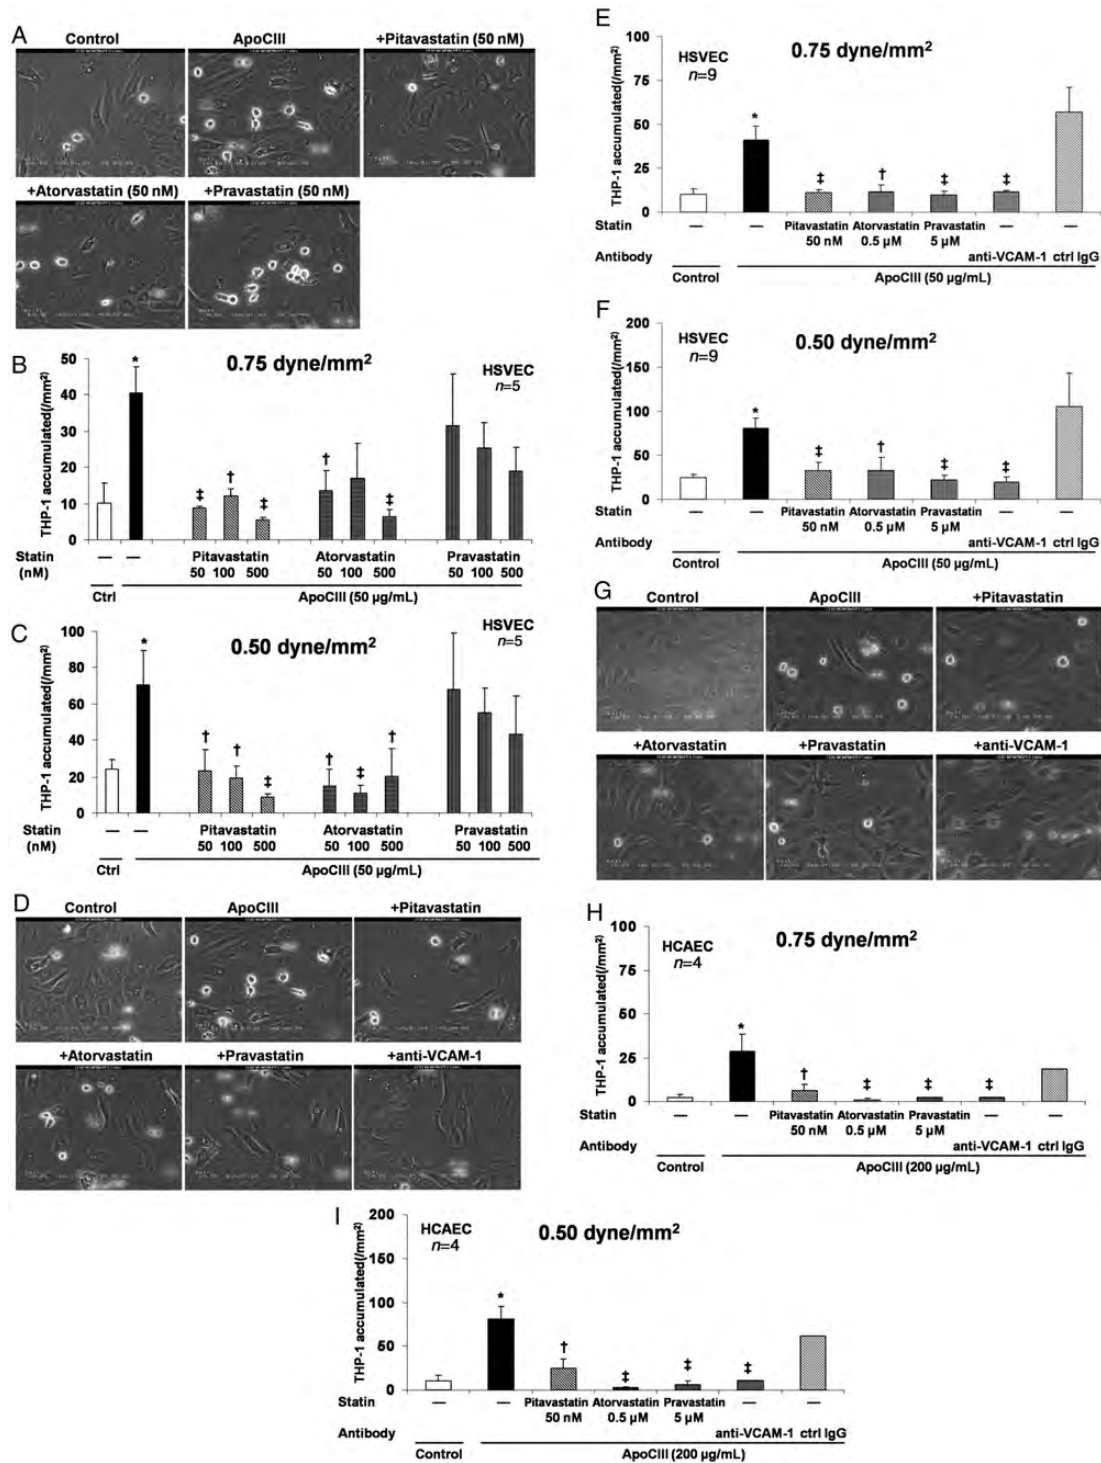 A
Control
ApoCIII
+Pitavastatin (50 nM)
+Atorvastatin (50 nM)
+Pravastatin (50 nM)
B
0.75 dyne/mm²
HSVEC
n=5
THP-1 accumulated(/mm²)
50
40
30
20
10
0
*
‡
†
‡
†
‡
Statin
(nM)
—
—
Pitavastatin
Atorvastatin
Pravastatin
50 100 500
50 100 500
50 100 500
Ctrl
ApoCIII (50 µg/mL)
C
0.50 dyne/mm²
HSVEC
n=5
THP-1 accumulated(/mm²)
100
80
60
40
20
0
*
†
†
‡
†
‡
†
Statin
(nM)
—
—
Pitavastatin
Atorvastatin
Pravastatin
50 100 500
50 100 500
50 100 500
Ctrl
ApoCIII (50 µg/mL)
D
Control
ApoCIII
+Pitavastatin
+Atorvastatin
+Pravastatin
+anti-VCAM-1
E
HSVEC
n=9
0.75 dyne/mm²
THP-1 accumulated(/mm²)
100
75
50
25
0
*
‡
†
‡
‡
Statin
—
—
Pitavastatin
50 nM
Atorvastatin
0.5 µM
Pravastatin
5 µM
—
—
Antibody
anti-VCAM-1 ctrl IgG
Control
ApoCIII (50 µg/mL)
F
HSVEC
n=9
0.50 dyne/mm²
THP-1 accumulated(/mm²)
200
150
100
50
0
*
‡
†
‡
‡
Statin
—
—
Pitavastatin
50 nM
Atorvastatin
0.5 µM
Pravastatin
5 µM
—
—
Antibody
anti-VCAM-1 ctrl IgG
Control
ApoCIII (50 µg/mL)
G
Control
ApoCIII
+Pitavastatin
+Atorvastatin
+Pravastatin
+anti-VCAM-1
H
HCAEC
n=4
0.75 dyne/mm²
THP-1 accumulated(/mm²)
100
75
50
25
0
*
†
‡
‡
‡
Statin
—
—
Pitavastatin
50 nM
Atorvastatin
0.5 µM
Pravastatin
5 µM
—
—
Antibody
anti-VCAM-1 ctrl IgG
Control
ApoCIII (200 µg/mL)
I
HCAEC
n=4
0.50 dyne/mm²
THP-1 accumulated(/mm²)
200
150
100
50
0
*
†
‡
‡
‡
Statin
—
—
Pitavastatin
50 nM
Atorvastatin
0.5 µM
Pravastatin
5 µM
—
—
Antibody
anti-VCAM-1 ctrl IgG
Control
ApoCIII (200 µg/mL)